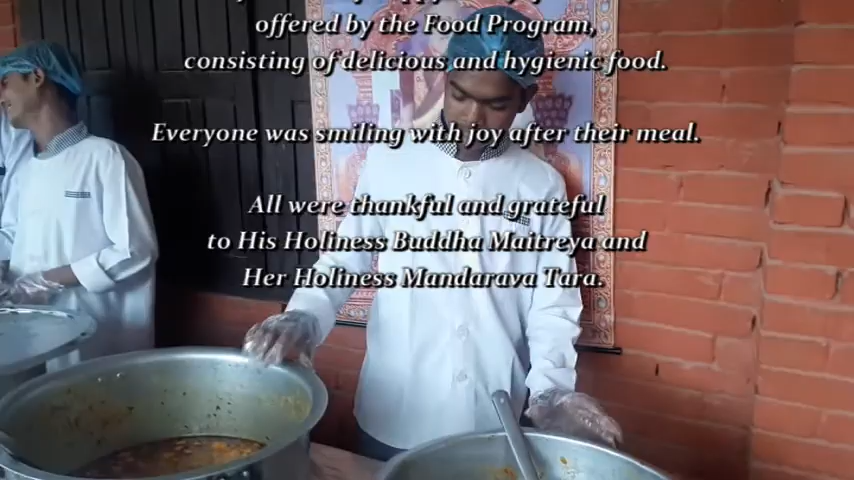 offered by the Food Program,
consisting of delicious and hygienic food.
Everyone was smiling with joy after their meal.
All were thankful and grateful
to His Holiness Buddha Maitreya and
Her Holiness Mandarava Tara.